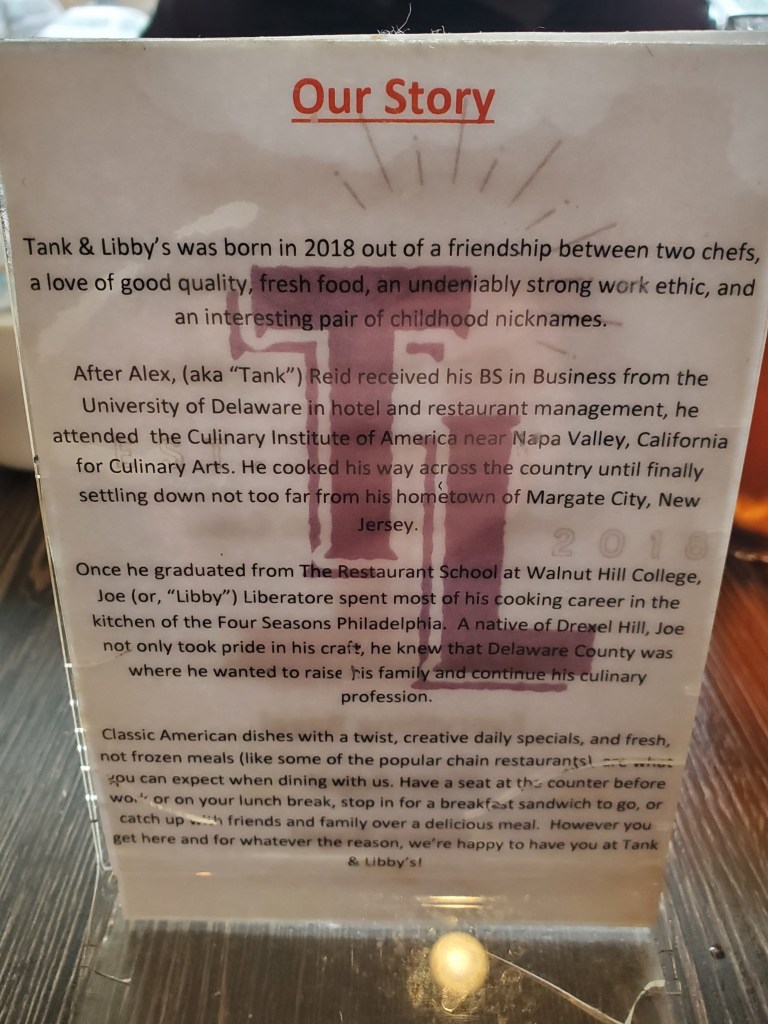 Our Story
Tank & Libby's was born in 2018 out of a friendship between two chefs,
a love of good quality, fresh food, an undeniably strong work ethic, and
an interesting pair of childhood nicknames.
After Alex, (aka “Tank”) Reid received his BS in Business from the
University of Delaware in hotel and restaurant management, he
attended the Culinary Institute of America near Napa Valley, California
for Culinary Arts. He cooked his way across the country until finally
settling down not too far from his hometown of Margate City, New
Jersey.
2018
Once he graduated from The Restaurant School at Walnut Hill College,
Joe (or, “Libby”) Liberatore spent most of his cooking career in the
kitchen of the Four Seasons Philadelphia. A native of Drexel Hill, Joe
not only took pride in his craft, he knew that Delaware County was
where he wanted to raise his family and continue his culinary
profession.
Classic American dishes with a twist, creative daily specials, and fresh,
not frozen meals (like some of the popular chain restaurants) are what
you can expect when dining with us. Have a seat at the counter before
work or on your lunch break, stop in for a breakfast sandwich to go, or
catch up with friends and family over a delicious meal. However you
get here and for whatever the reason, we're happy to have you at Tank
& Libby's!
TL